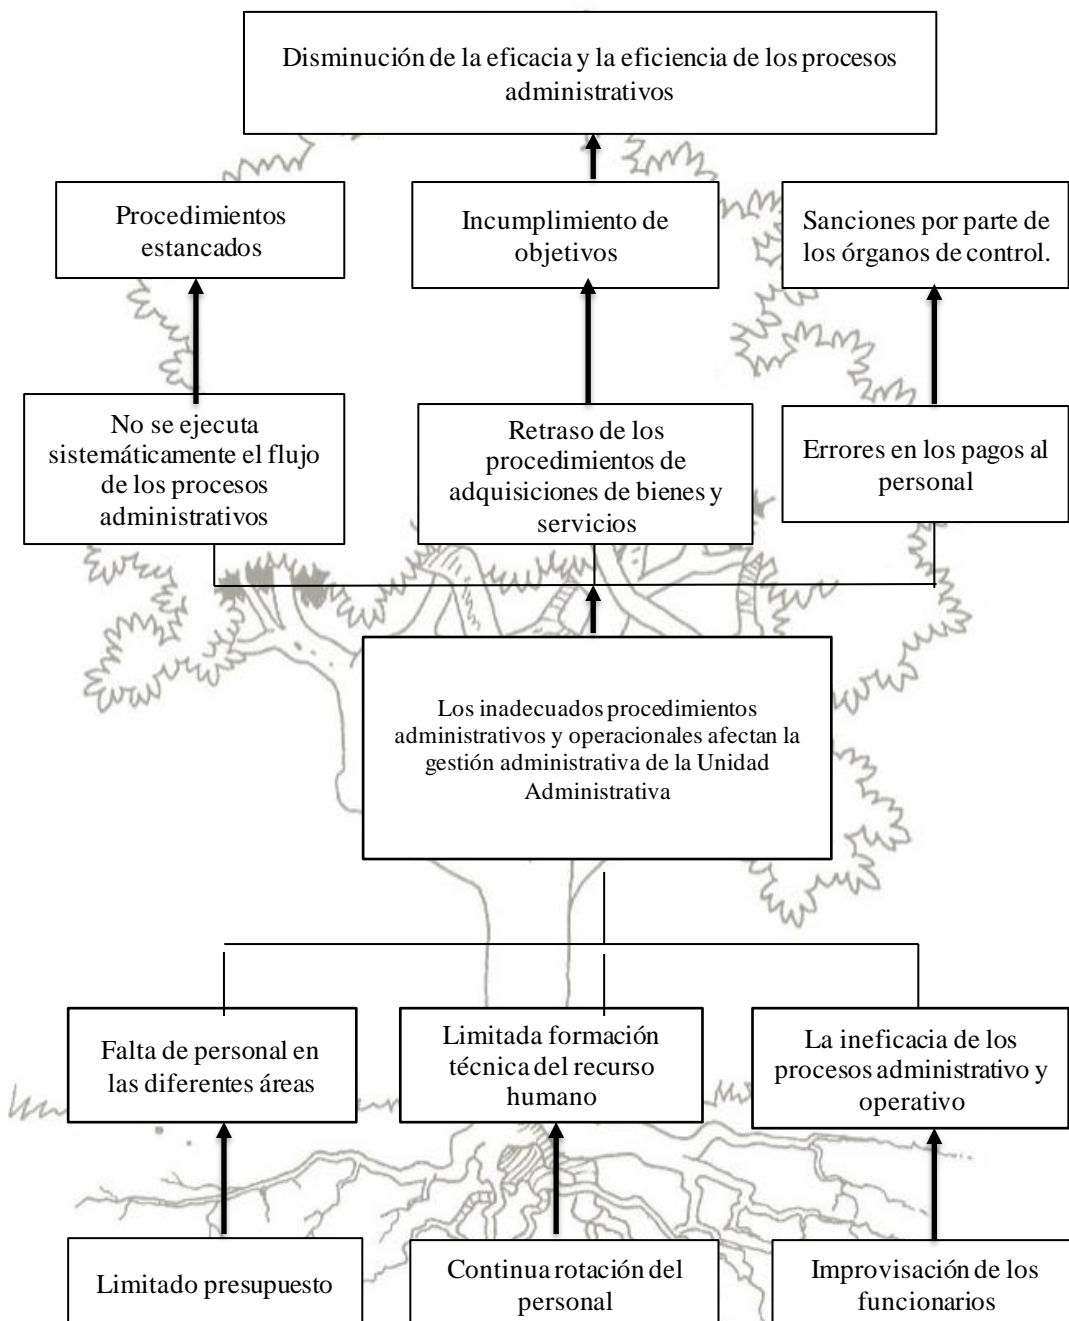 Disminución de la eficacia y la eficiencia de los procesos
administrativos
Procedimientos
estancados
Incumplimiento de
objetivos
Sanciones por parte de
los órganos de control.
No se ejecuta
sistemáticamente el flujo
de los procesos
administrativos
Retraso de los
procedimientos de
adquisiciones de bienes y
servicios
Errores en los pagos al
personal
Los inadecuados procedimientos
administrativos y operacionales afectan la
gestión administrativa de la Unidad
Administrativa
Falta de personal en
las diferentes áreas
Limitada formación
técnica del recurso
humano
La ineficacia de los
procesos administrativo y
operativo
Limitado presupuesto
Continua rotación del
personal
Improvisación de los
funcionarios